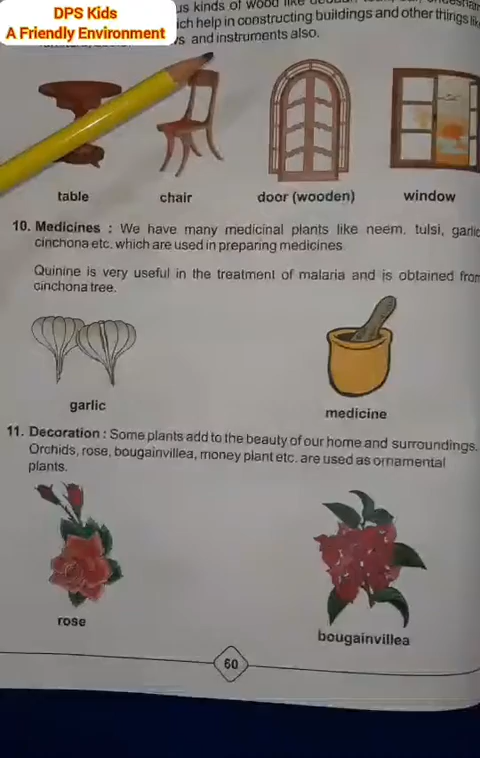 DPS Kids
A Friendly Environment
us kinds of wood like
ich help in constructing buildings and other things
and instruments also.
table
chair
door (wooden)
window
10. Medicines : We have many medicinal plants like neem, tulsi, garlic
cinchona etc. which are used in preparing medicines.
Quinine is very useful in the treatment of malaria and is obtained from
cinchona tree.
garlic
medicine
11. Decoration : Some plants add to the beauty of our home and surroundings.
Orchids, rose, bougainvillea, money plant etc. are used as ornamental
plants.
rose
bougainvillea
60